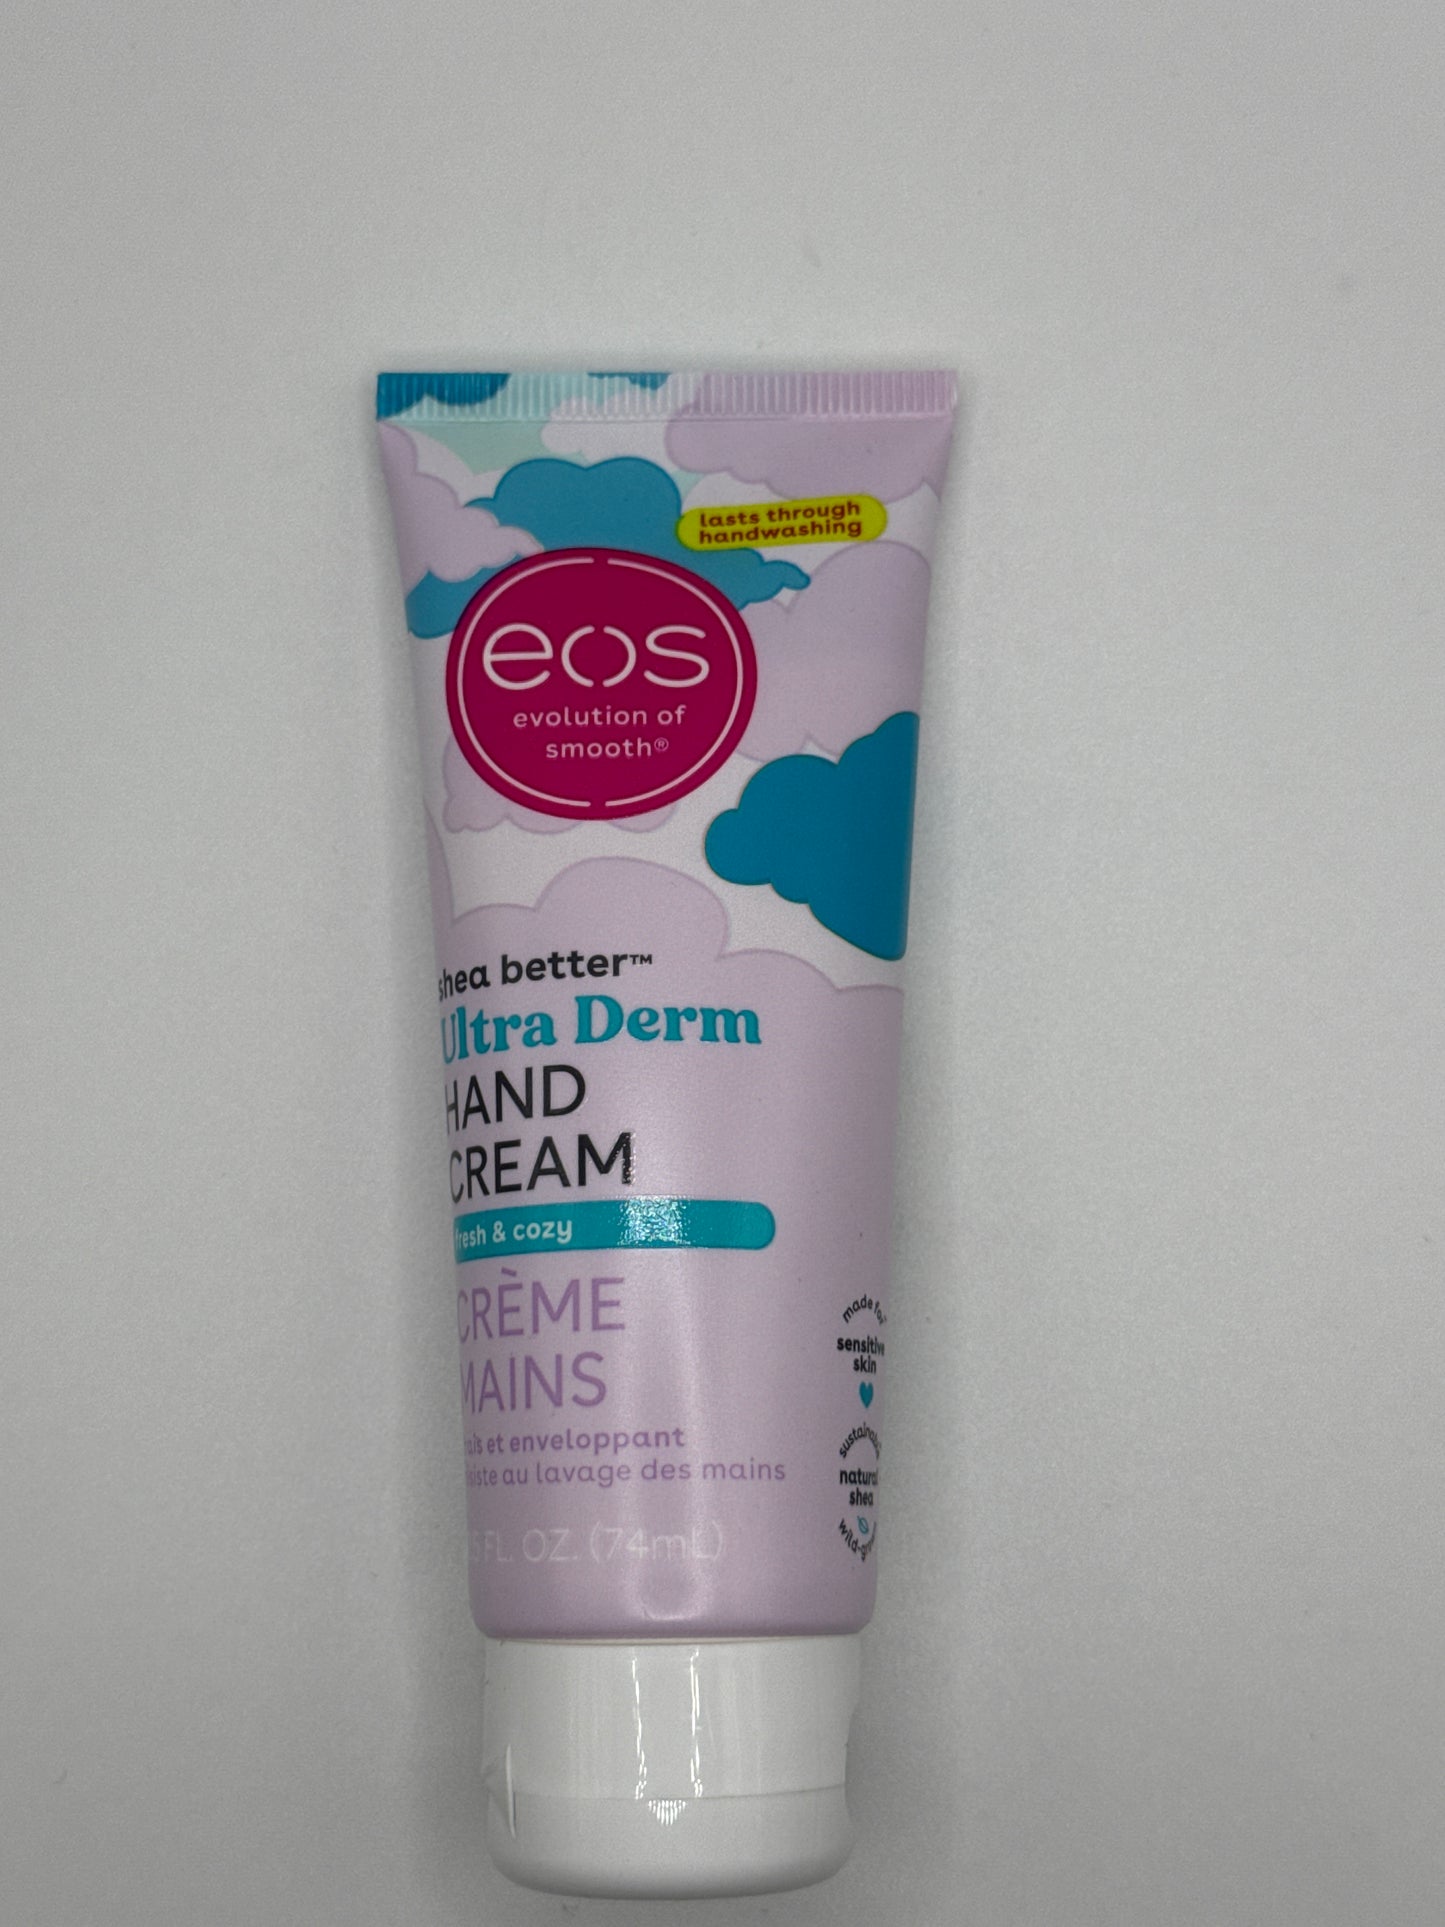 lasts through
handwashing
eos
evolution of
smooth®
shea better™
Ultra Derm
HAND
CREAM
fresh & cozy
CRÈME
MAINS
et enveloppant
au lavage des mains
FL. OZ. (74mL)
made for
sensitive
skin
natural
shea